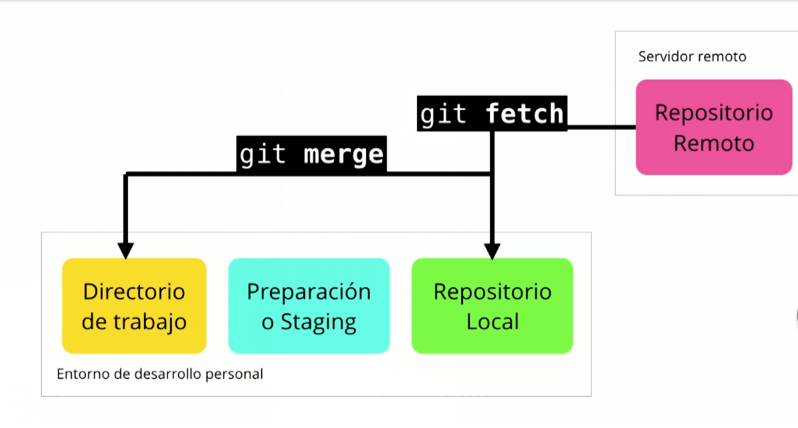 Servidor remoto
Repositorio
Remoto
git fetch
git merge
Directorio
de trabajo
Preparación
o Staging
Repositorio
Local
Entorno de desarrollo personal